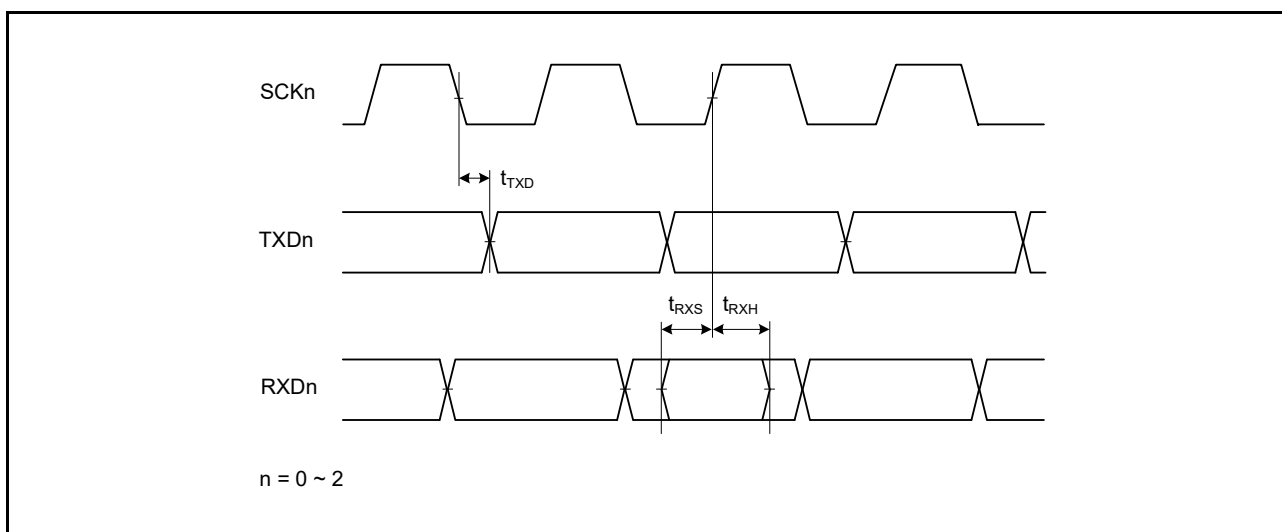 SCKn
tTXD
TXDn
tRXS tRXH
RXDn
n = 0 ~ 2